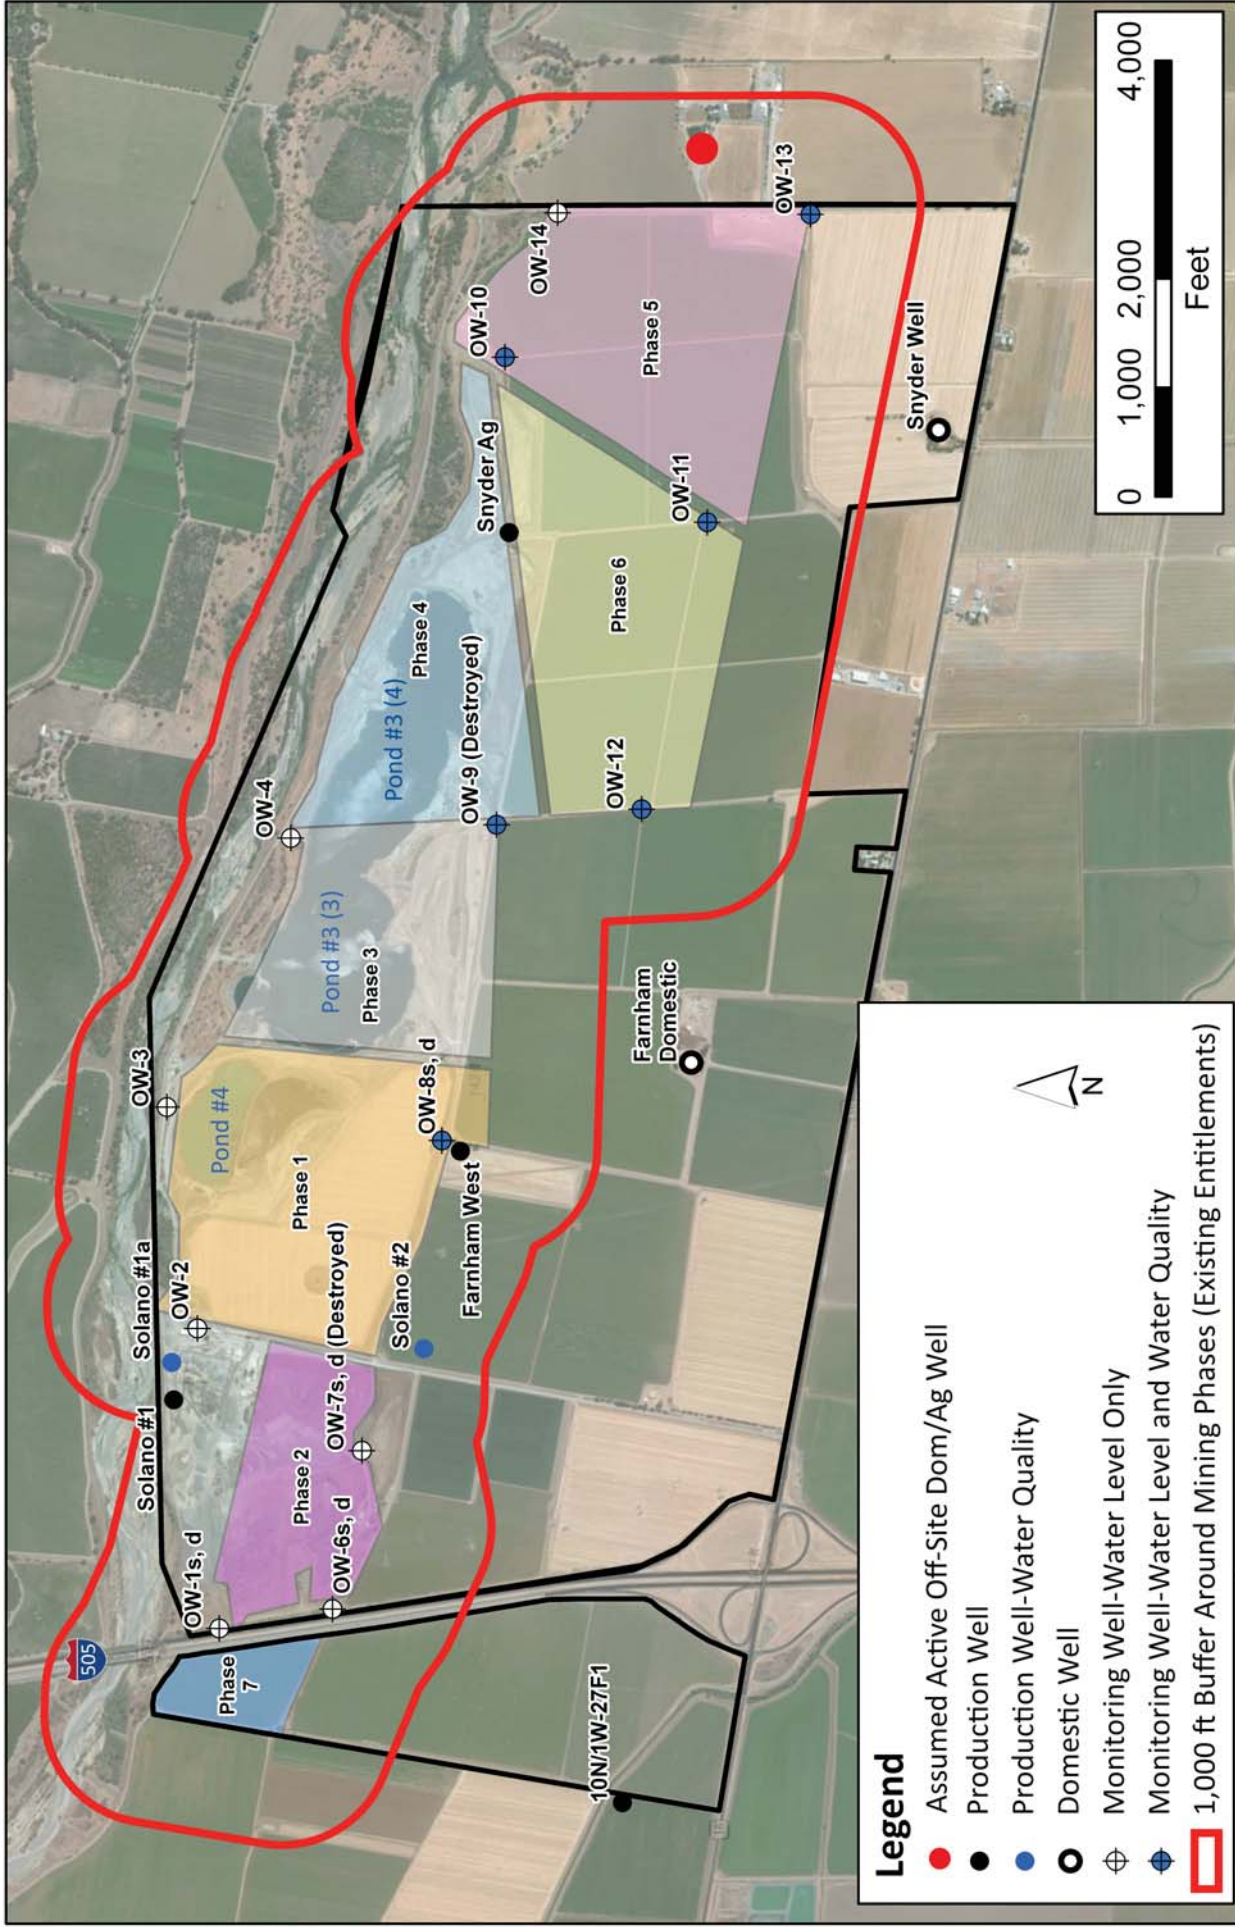 505
Solano #1
Solano #1a
OW-1s, d
OW-2
OW-3
OW-4
Phase
7
Phase 2
OW-6s, d
OW-7s, d (Destroyed)
Phase 1
Pond #4
Solano #2
OW-8s, d
Farnham West
Pond #3 (3)
Phase 3
Pond #3 (4)
Phase 4
OW-9 (Destroyed)
Snyder Ag
OW-10
OW-14
Phase 5
OW-11
Phase 6
OW-12
OW-13
Farnham
Domestic
Snyder Well
10N/1W-27F1
Legend
Assumed Active Off-Site Dom/Ag Well
Production Well
Production Well-Water Quality
Domestic Well
Monitoring Well-Water Level Only
Monitoring Well-Water Level and Water Quality
1,000 ft Buffer Around Mining Phases (Existing Entitlements)
N
0 1,000 2,000 4,000
Feet